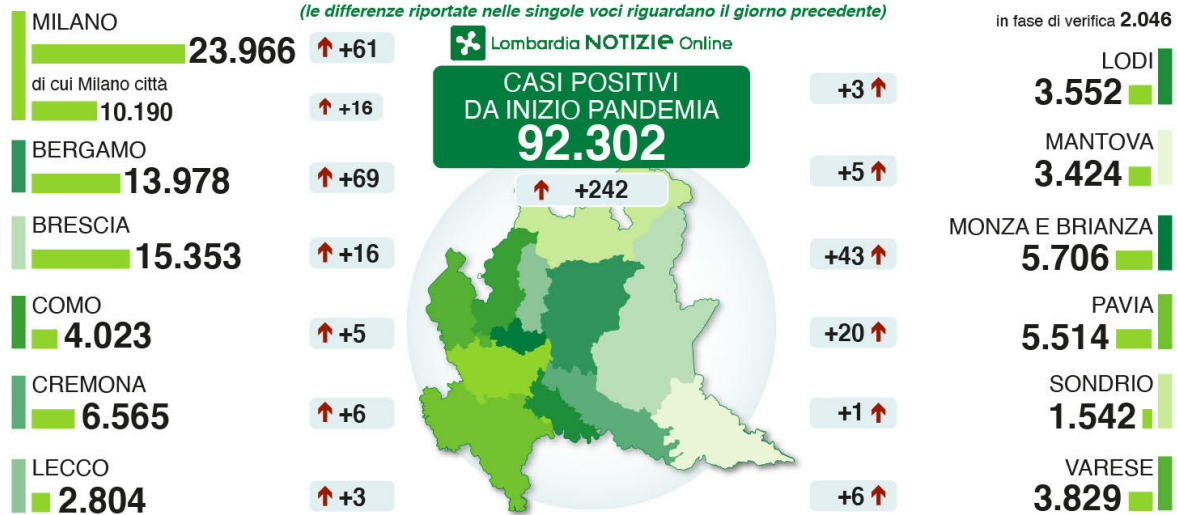 (le differenze riportate nelle singole voci riguardano il giorno precedente)
Lombardia NOTIZIE Online
CASI POSITIVI
DA INIZIO PANDEMIA
92.302
+242
MILANO
23.966
+61
di cui Milano città
10.190
+16
BERGAMO
13.978
+69
BRESCIA
15.353
+16
COMO
4.023
+5
CREMONA
6.565
+6
LECCO
2.804
+3
in fase di verifica 2.046
LODI
+3
3.552
MANTOVA
+5
3.424
MONZA E BRIANZA
+43
5.706
PAVIA
+20
5.514
SONDRIO
+1
1.542
VARESE
+6
3.829